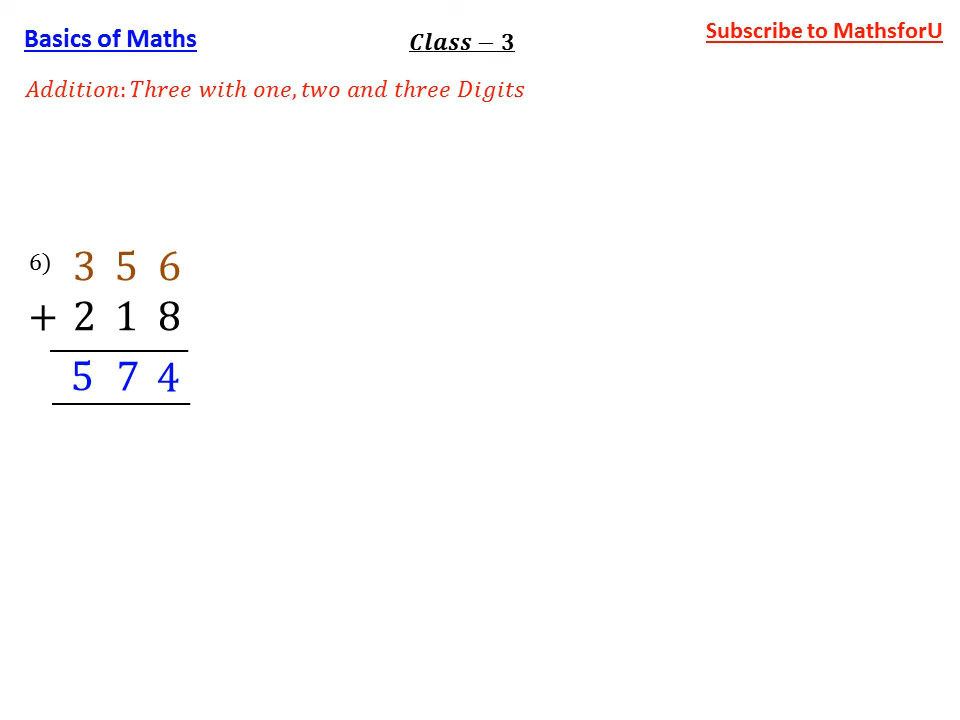 Basics of Maths
Class – 3
Subscribe to MathsforU
Addition: Three with one, two and three Digits
6) 3 5 6
+ 2 1 8
5 7 4